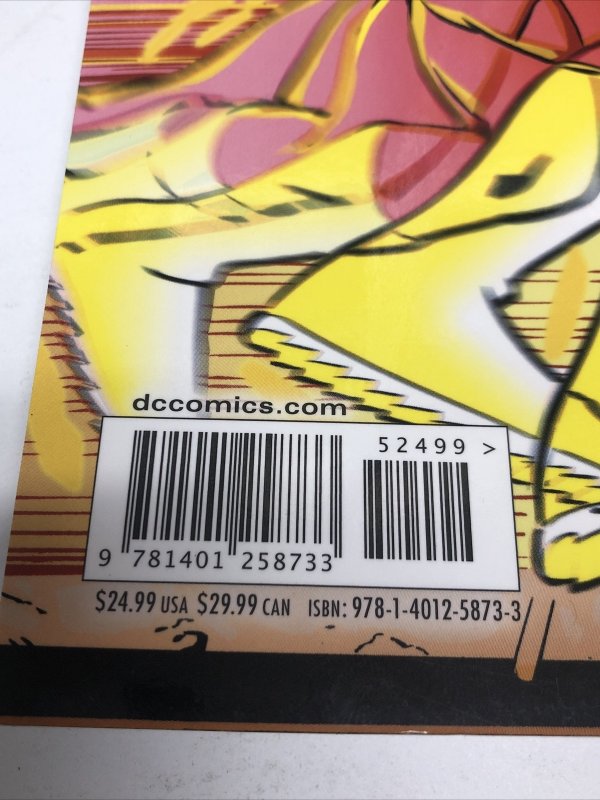 dccomics.com
52499 >
9 781401 258733
$24.99 USA $29.99 CAN ISBN: 978-1-4012-5873-3